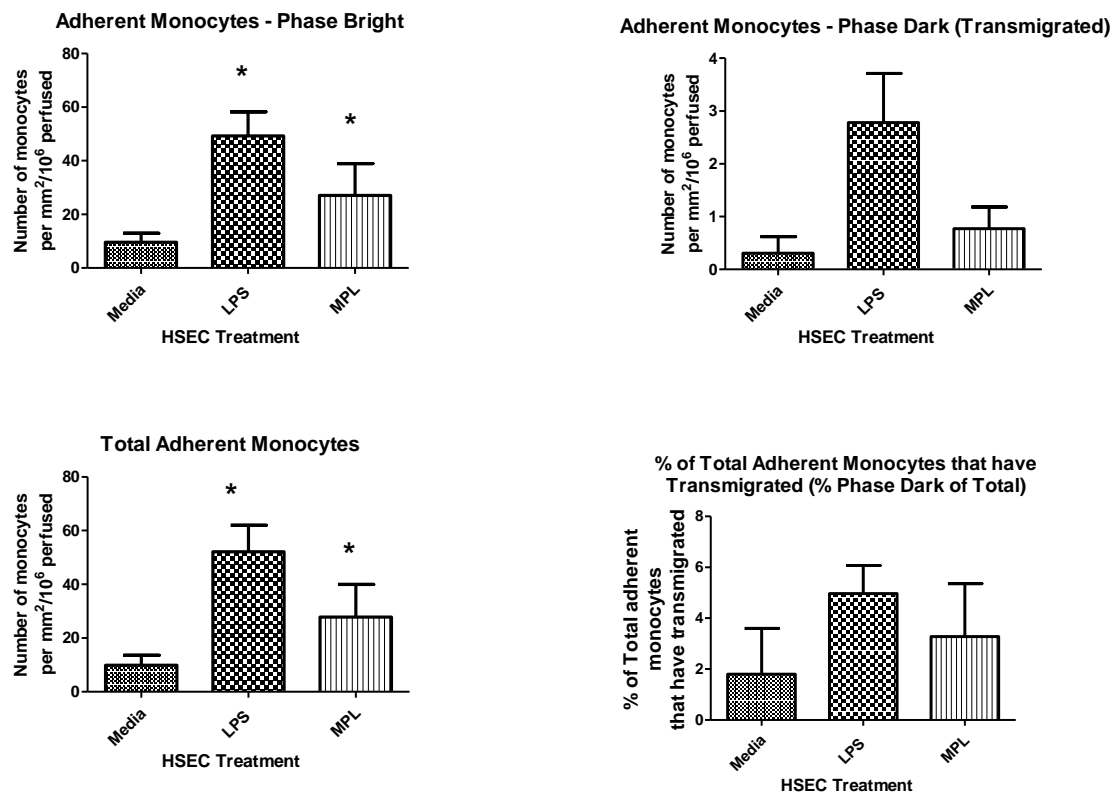 Adherent Monocytes - Phase Bright
80
60
40
20
0
Number of monocytes
per mm²/10⁶ perfused
*
*
Media
LPS
MPL
HSEC Treatment
Adherent Monocytes - Phase Dark (Transmigrated)
4
3
2
1
0
Number of monocytes
per mm²/10⁶ perfused
Media
LPS
MPL
HSEC Treatment
Total Adherent Monocytes
80
60
40
20
0
Number of monocytes
per mm²/10⁶ perfused
*
*
Media
LPS
MPL
HSEC Treatment
% of Total Adherent Monocytes that have
Transmigrated (% Phase Dark of Total)
8
6
4
2
0
% of Total adherent
monocytes
that have transmigrated
Media
LPS
MPL
HSEC Treatment